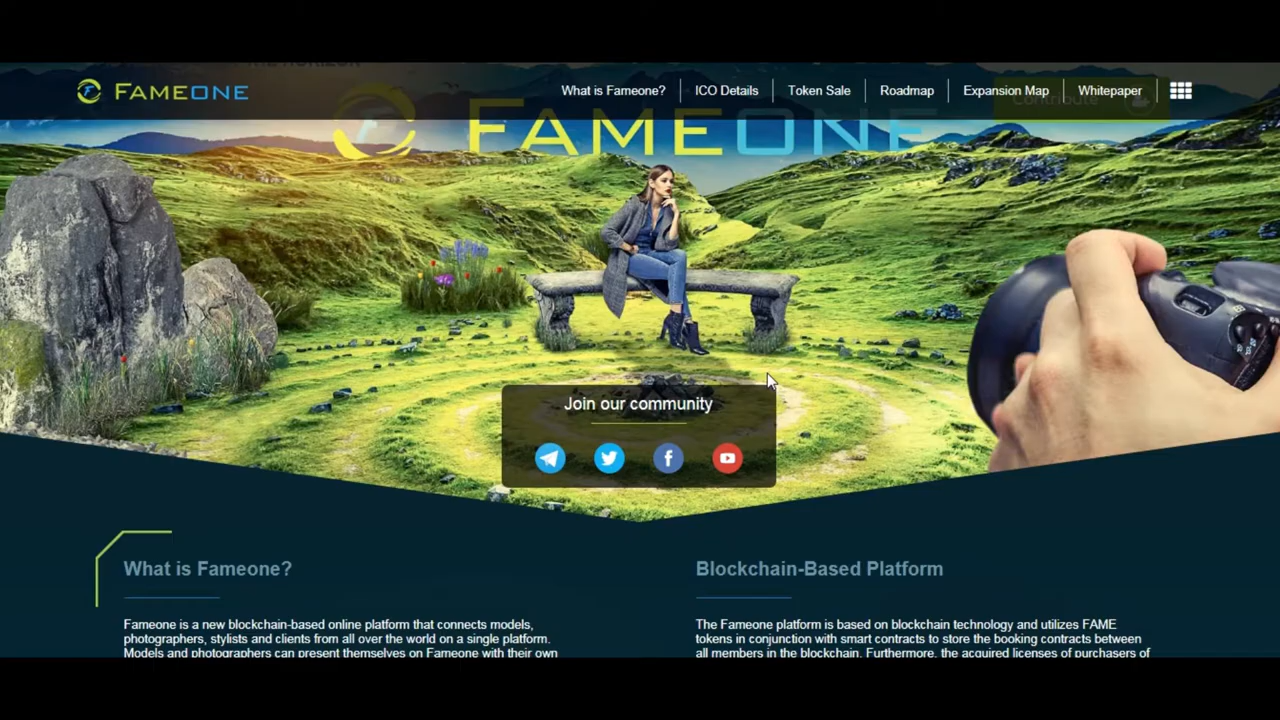 FAMEONE
What is Fameone?
ICO Details
Token Sale
Roadmap
Expansion Map
Whitepaper
Contribute
FAMEONE
Join our community
What is Fameone?
Fameone is a new blockchain-based online platform that connects models,
photographers, stylists and clients from all over the world on a single platform.
Models and photographers can present themselves on Fameone with their own
Blockchain-Based Platform
The Fameone platform is based on blockchain technology and utilizes FAME
tokens in conjunction with smart contracts to store the booking contracts between
all members in the blockchain. Furthermore, the acquired licenses of purchasers of